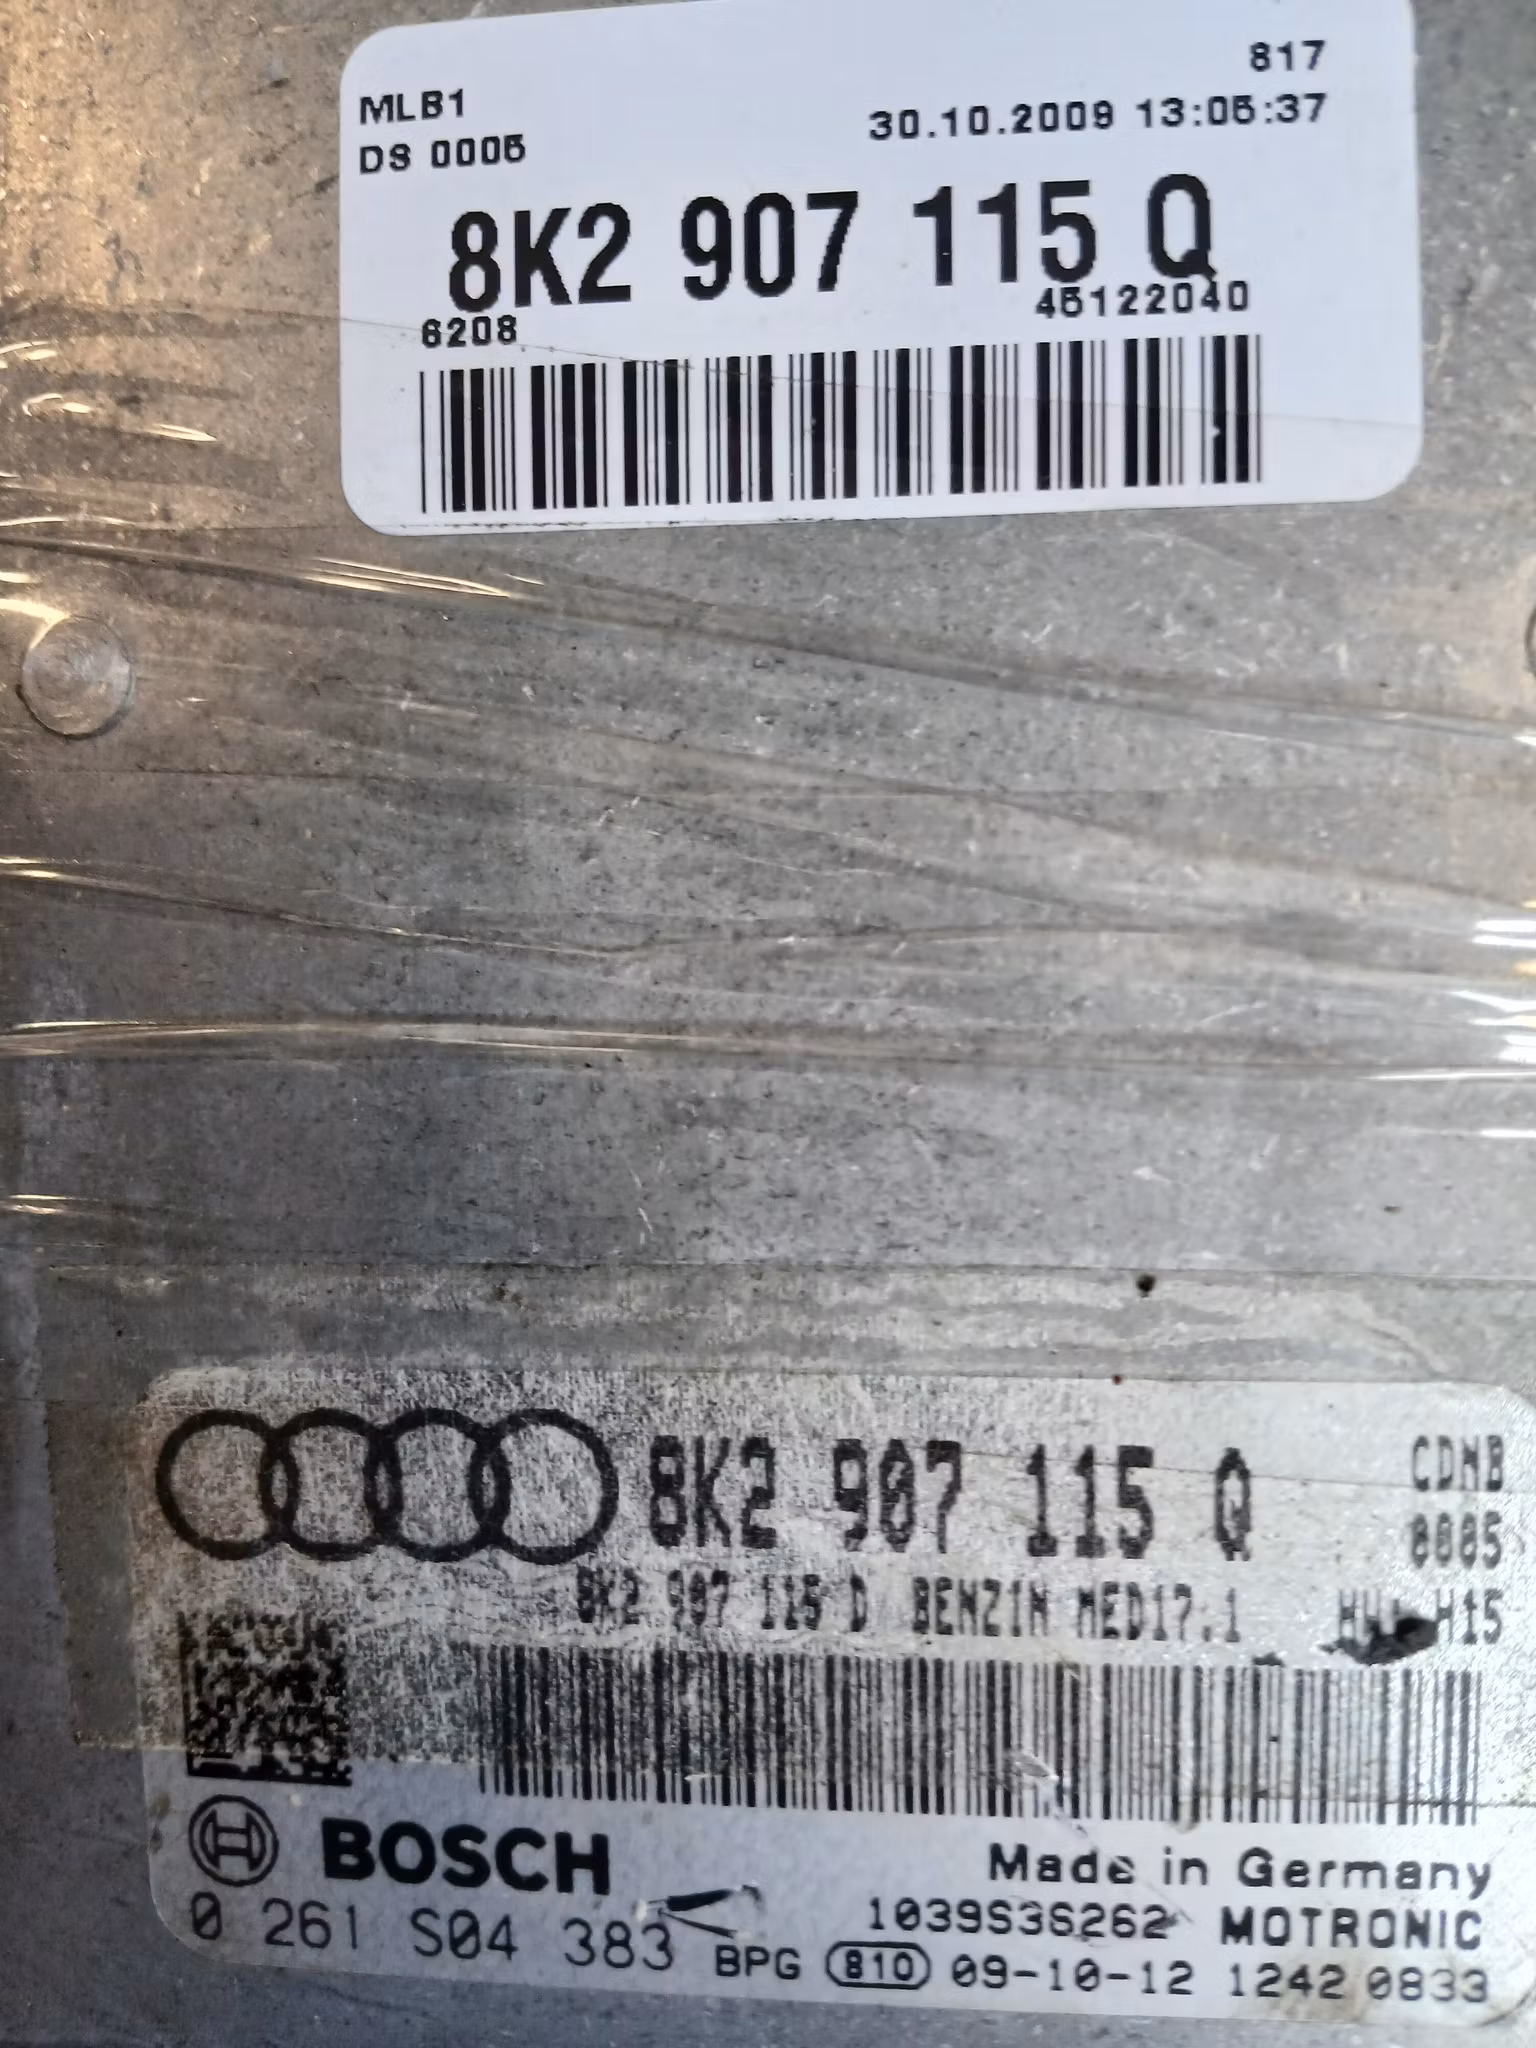 817
MLB1
30.10.2009 13:05:37
DS 0005
8K2 907 115 Q
6208
45122040
8K2 907 115 Q
CDNB
0005
8K2 907 115 D BENZIN MED17.1
H15
BOSCH
Made in Germany
0 261 S04 383
1039S36262 MOTRONIC
BPG 810 09-10-12 1242 0833